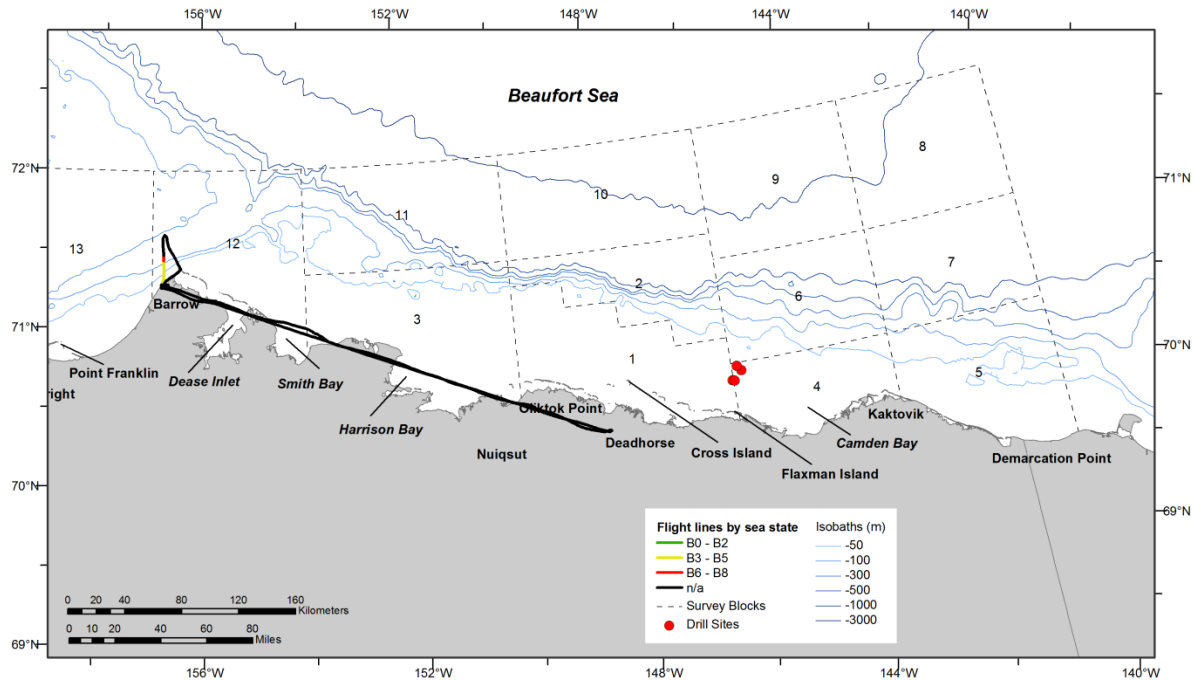 156°W 152°W 148°W 144°W 140°W
Beaufort Sea
72°N
71°N
8
9
10
11
12
13
7
2
6
3
1
5
4
71°N
70°N
Barrow
Point Franklin
right
Dease Inlet
Smith Bay
Harrison Bay
Oliktok Point
Nuiqsut
Deadhorse
Cross Island
Flaxman Island
Camden Bay
Kaktovik
Demarcation Point
70°N
69°N
Flight lines by sea state
B0 - B2
B3 - B5
B6 - B8
n/a
Survey Blocks
Drill Sites
Isobaths (m)
-50
-100
-300
-500
-1000
-3000
0 20 40 80 120 160
Kilometers
0 10 20 40 60 80
Miles
69°N
156°W 152°W 148°W 144°W 140°W